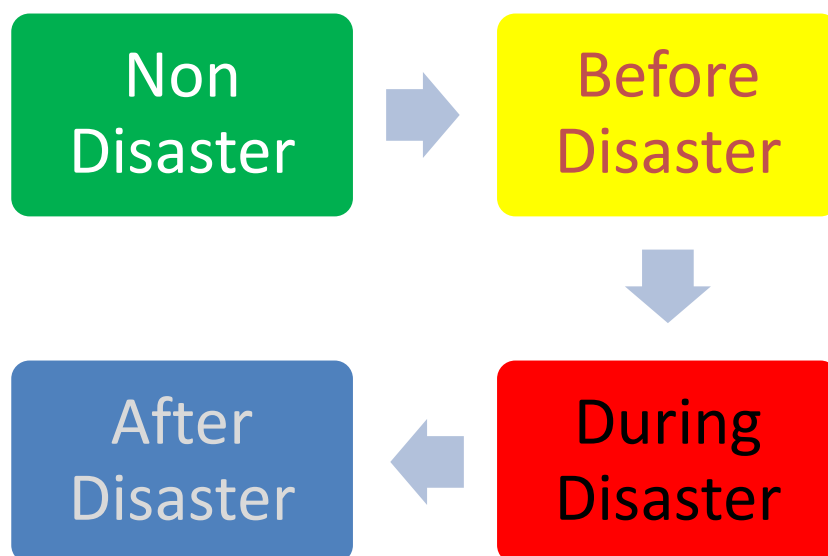 Non
Disaster
Before
Disaster
During
Disaster
After
Disaster